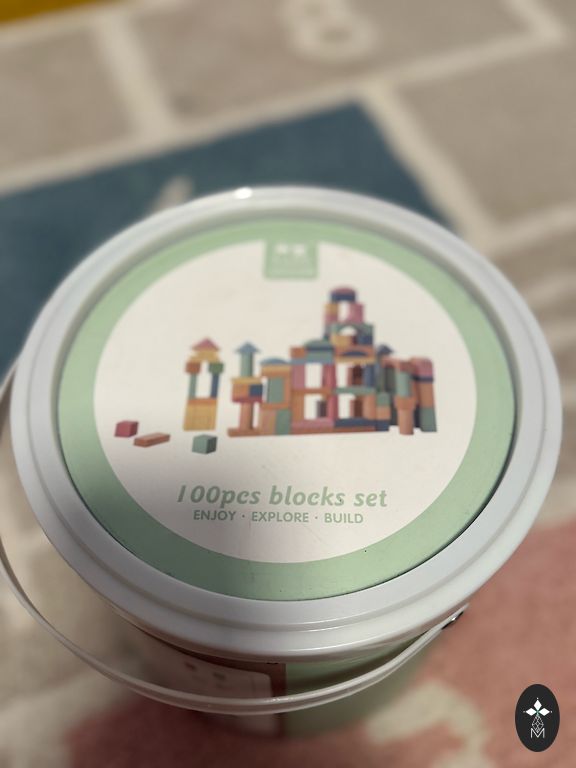 100pcs blocks set
ENJOY · EXPLORE · BUILD